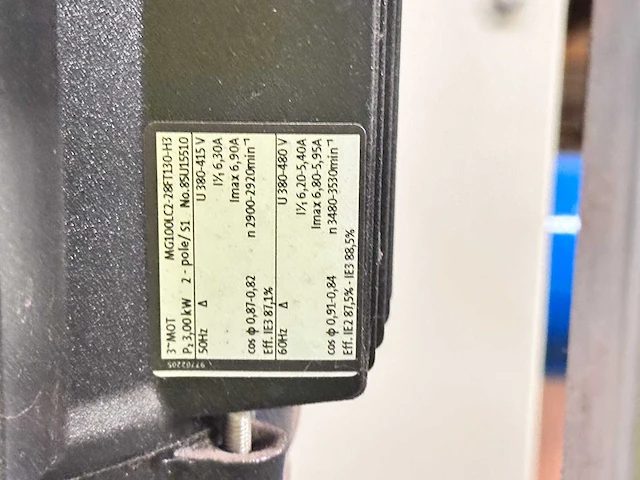 3~MOT MG100LC2-28FT130-H3
P₂ 3,00 kW 2 - pole/ S1 No.85U15510
50Hz Δ U 380-415 V
I¹/₁ 6,30A
Imax 6,90A
cos φ 0,87-0,82 n 2900-2920min⁻¹
Eff. IE3 87,1%
60Hz Δ U 380-480 V
I¹/₁ 6,20-5,40A
Imax 6,80-5,95A
cos φ 0,91-0,84 n 3480-3530min⁻¹
Eff. IE2 87,5% - IE3 88,5%